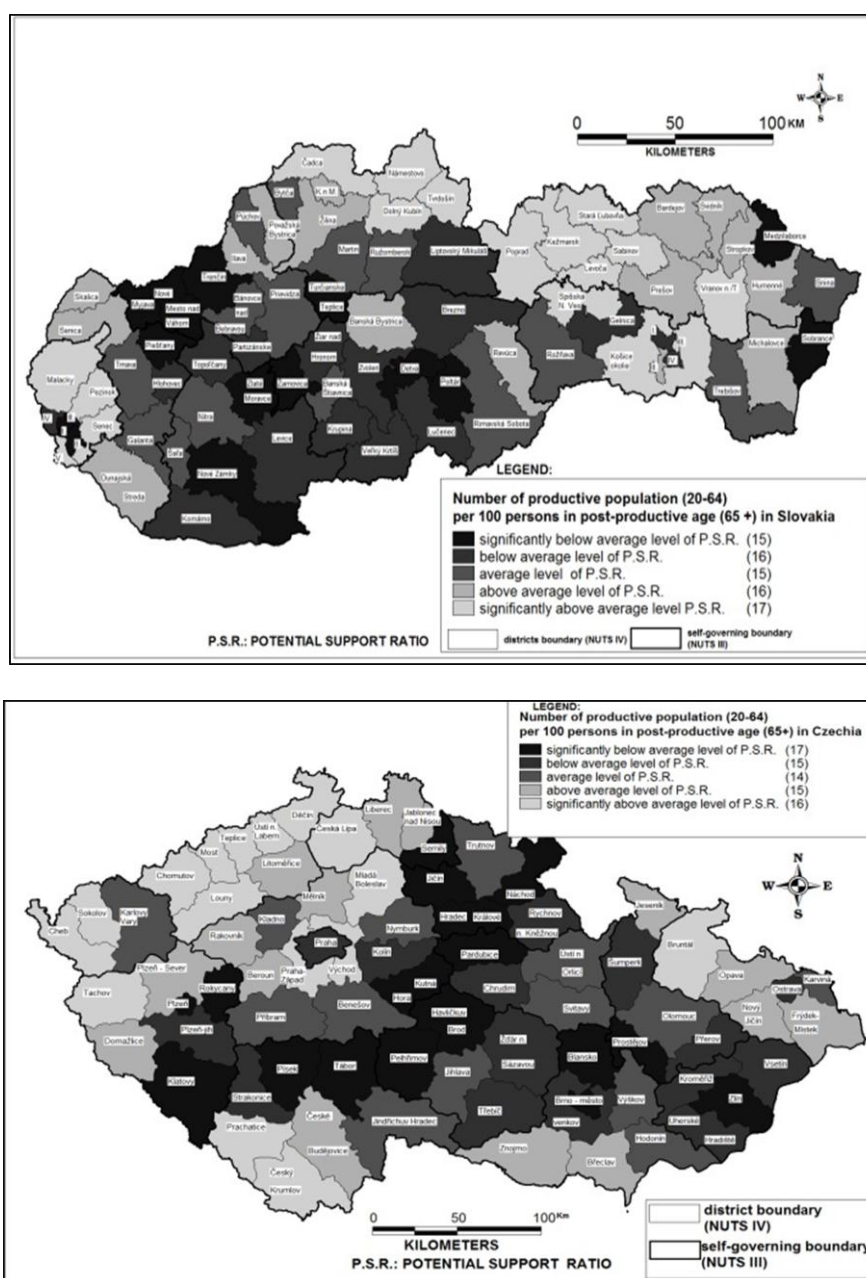 N
W E
S
0 50 100 KM
KILOMETERS
Čadca
Námestovo
Tvrdošín
K.n.M.
Bytča
Dolný Kubín
Púchov
Považská
Bystrica
Žilina
Ilava
Martin
Ružomberok
Liptovský Mikuláš
Poprad
Kežmarok
Stará Ľubovňa
Sabinov
Levoča
Bardejov
Svidník
Stropkov
Medzilaborce
Prešov
Humenné
Snina
Vranov n./T.
Sobrance
Michalovce
Trebišov
Spišská
N. Ves
Gelnica
Košice
okolie
Rožňava
Revúca
Rimavská Sobota
Trenčín
Nové
Mesto nad
Váhom
Myjava
Skalica
Senica
Malacky
Pezinok
Senec
Piešťany
Trnava
Hlohovec
Galanta
Dunajská
Streda
Šaľa
Nitra
Nové Zámky
Komárno
Levice
Topoľčany
Partizánske
Bánovce
nad
Bebravou
Prievidza
Turčianske
Teplice
Žiar nad
Hronom
Banská Bystrica
Brezno
Zlaté
Moravce
Žarnovica
Banská
Štiavnica
Zvolen
Detva
Poltár
Krupina
Veľký Krtíš
Lučenec
LEGEND:
Number of productive population (20-64)
per 100 persons in post-productive age (65 +) in Slovakia
significantly below average level of P.S.R. (15)
below average level of P.S.R. (16)
average level of P.S.R. (15)
above average level of P.S.R. (16)
significantly above average level P.S.R. (17)
P.S.R.: POTENTIAL SUPPORT RATIO
districts boundary (NUTS IV)
self-governing boundary
(NUTS III)
LEGEND:
Number of productive population (20-64)
per 100 persons in post-productive age (65+) in Czechia
significantly below average level of P.S.R. (17)
below average level of P.S.R. (15)
average level of P.S.R. (14)
above average level of P.S.R. (15)
significantly above average level of P.S.R. (16)
N
W E
S
Děčín
Liberec
Jablonec
nad Nisou
Ústí n.
Labem
Česká Lípa
Teplice
Most
Chomutov
Litoměřice
Louny
Semily
Trutnov
Jičín
Náchod
Mladá
Boleslav
Mělník
Hradec Králové
Rychnov
n. Kněžnou
Sokolov
Cheb
Karlovy
Vary
Kladno
Rakovník
Praha
Nymburk
Kolín
Pardubice
Ústí n.
Orlicí
Šumperk
Jeseník
Bruntál
Opava
Ostrava
Karviná
Nový
Jičín
Frýdek-
Místek
Tachov
Plzeň - Sever
Rokycany
Plzeň
Plzeň-jih
Beroun
Praha-
Západ
Východ
Kutná
Hora
Chrudim
Svitavy
Olomouc
Přerov
Prostějov
Vsetín
Domažlice
Klatovy
Příbram
Benešov
Havlíčkův
Brod
Žďár n.
Sázavou
Blansko
Kroměříž
Zlín
Písek
Tábor
Pelhřimov
Jihlava
Strakonice
Třebíč
Brno - město
venkov
Vyškov
Uherské
Hradiště
Prachatice
České
Budějovice
Jindřichuv Hradec
Znojmo
Břeclav
Hodonín
Český
Krumlov
0 50 100Km
KILOMETERS
P.S.R.: POTENTIAL SUPPORT RATIO
district boundary
(NUTS IV)
self-governing boundary
(NUTS III)